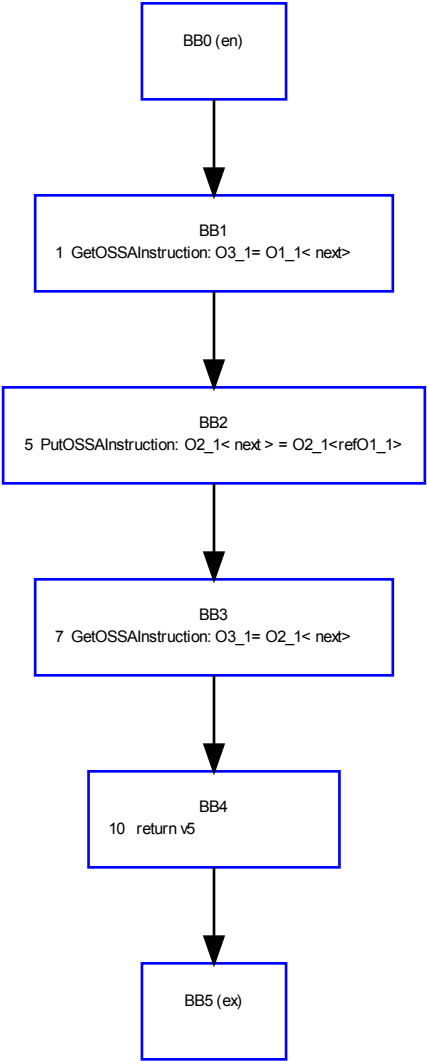 BB0 (en)
BB1
1 GetOSSAInstruction: O3_1= O1_1< next>
BB2
5 PutOSSAInstruction: O2_1< next > = O2_1<refO1_1>
BB3
7 GetOSSAInstruction: O3_1= O2_1< next>
BB4
10 return v5
BB5 (ex)